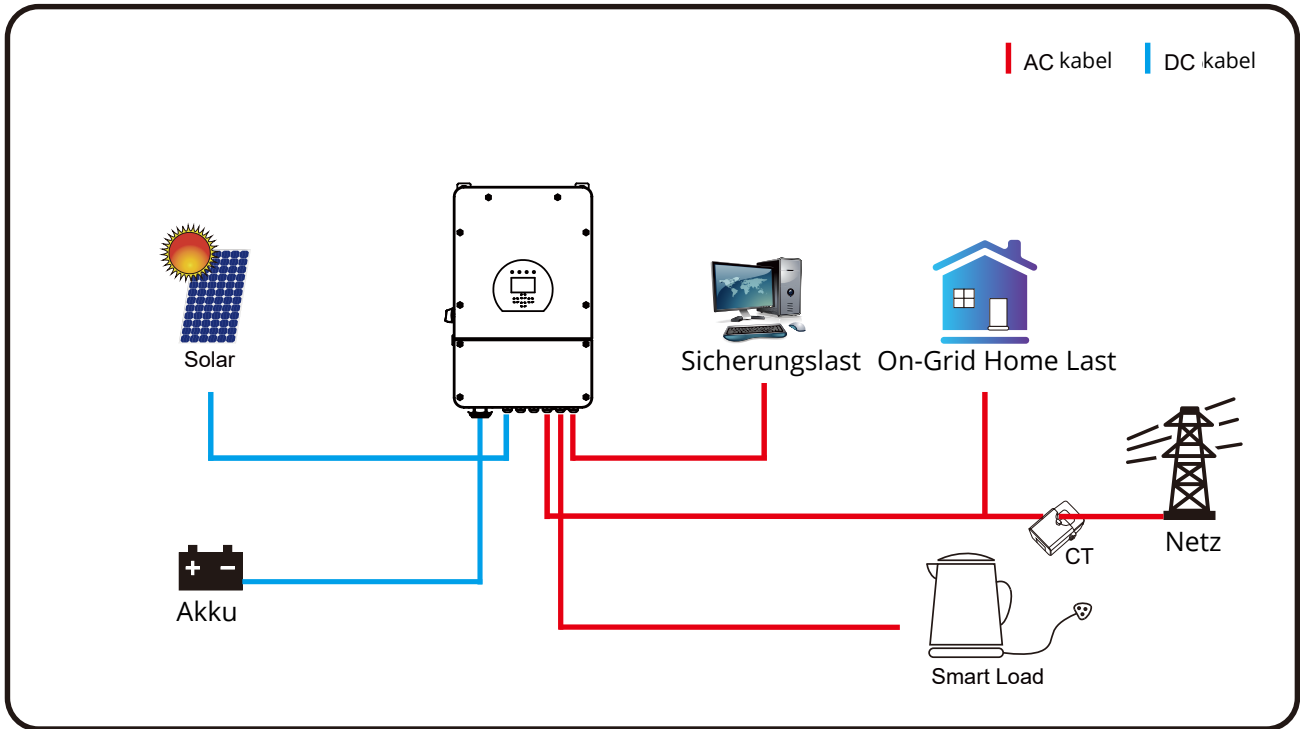 AC kabel
DC kabel
Solar
Sicherungslast
On-Grid Home Last
CT
Netz
Akku
Smart Load